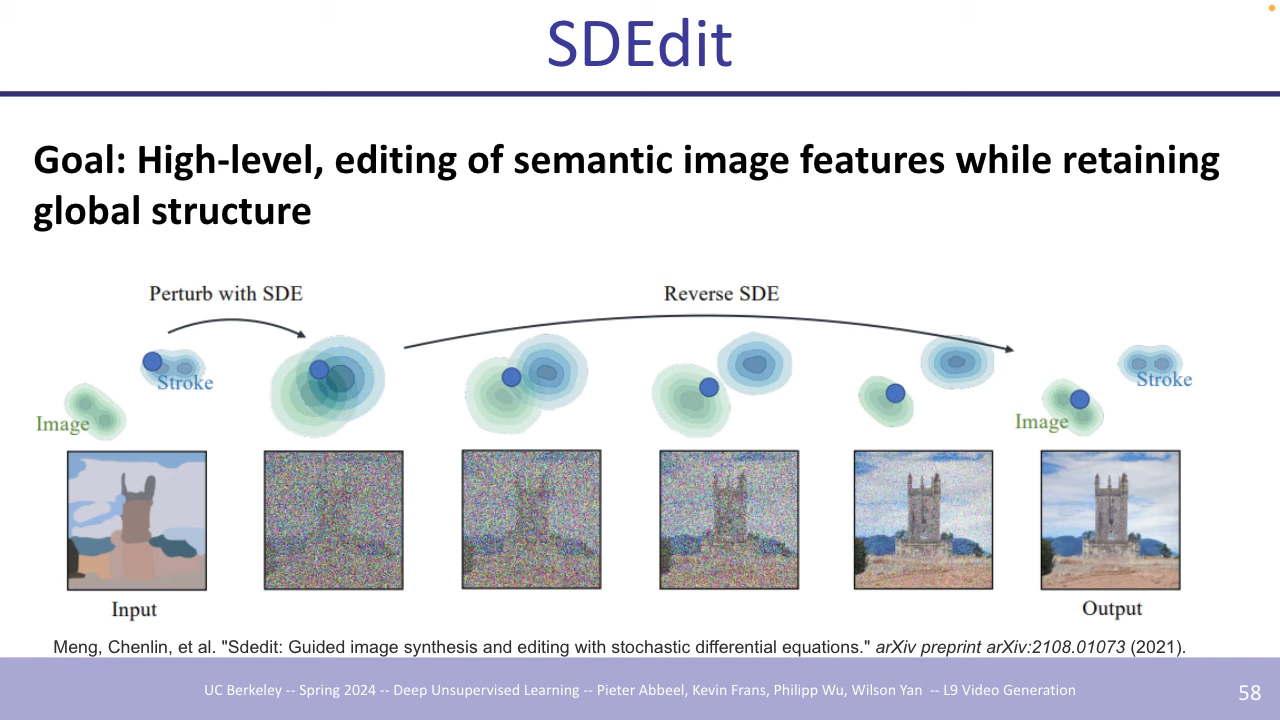 SDEdit
Goal: High-level, editing of semantic image features while retaining
global structure
Perturb with SDE
Reverse SDE
Stroke
Image
Stroke
Image
Input
Output
Meng, Chenlin, et al. "Sdedit: Guided image synthesis and editing with stochastic differential equations." arXiv preprint arXiv:2108.01073 (2021).
UC Berkeley -- Spring 2024 -- Deep Unsupervised Learning -- Pieter Abbeel, Kevin Frans, Philipp Wu, Wilson Yan -- L9 Video Generation
58